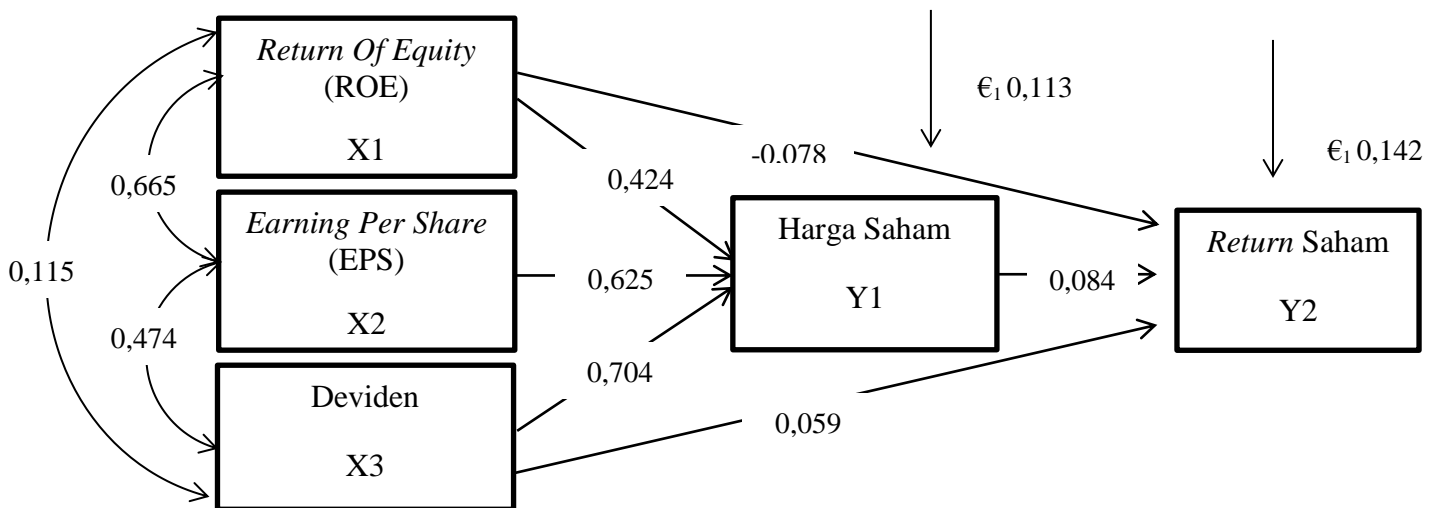 Return Of Equity
(ROE)
X1
€₁ 0,113
€₁ 0,142
-0.078
0,665
0,424
Earning Per Share
(EPS)
X2
Harga Saham
Y1
Return Saham
Y2
0,115
0,625
0,084
0,474
0,704
Deviden
X3
0,059